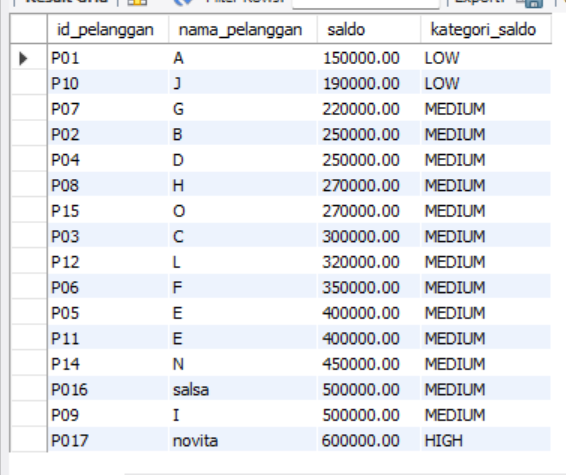 Result Grid Filter Rows: Export:
id_pelanggan nama_pelanggan saldo kategori_saldo
P01 A 150000.00 LOW
P10 J 190000.00 LOW
P07 G 220000.00 MEDIUM
P02 B 250000.00 MEDIUM
P04 D 250000.00 MEDIUM
P08 H 270000.00 MEDIUM
P15 O 270000.00 MEDIUM
P03 C 300000.00 MEDIUM
P12 L 320000.00 MEDIUM
P06 F 350000.00 MEDIUM
P05 E 400000.00 MEDIUM
P11 E 400000.00 MEDIUM
P14 N 450000.00 MEDIUM
P016 salsa 500000.00 MEDIUM
P09 I 500000.00 MEDIUM
P017 novita 600000.00 HIGH